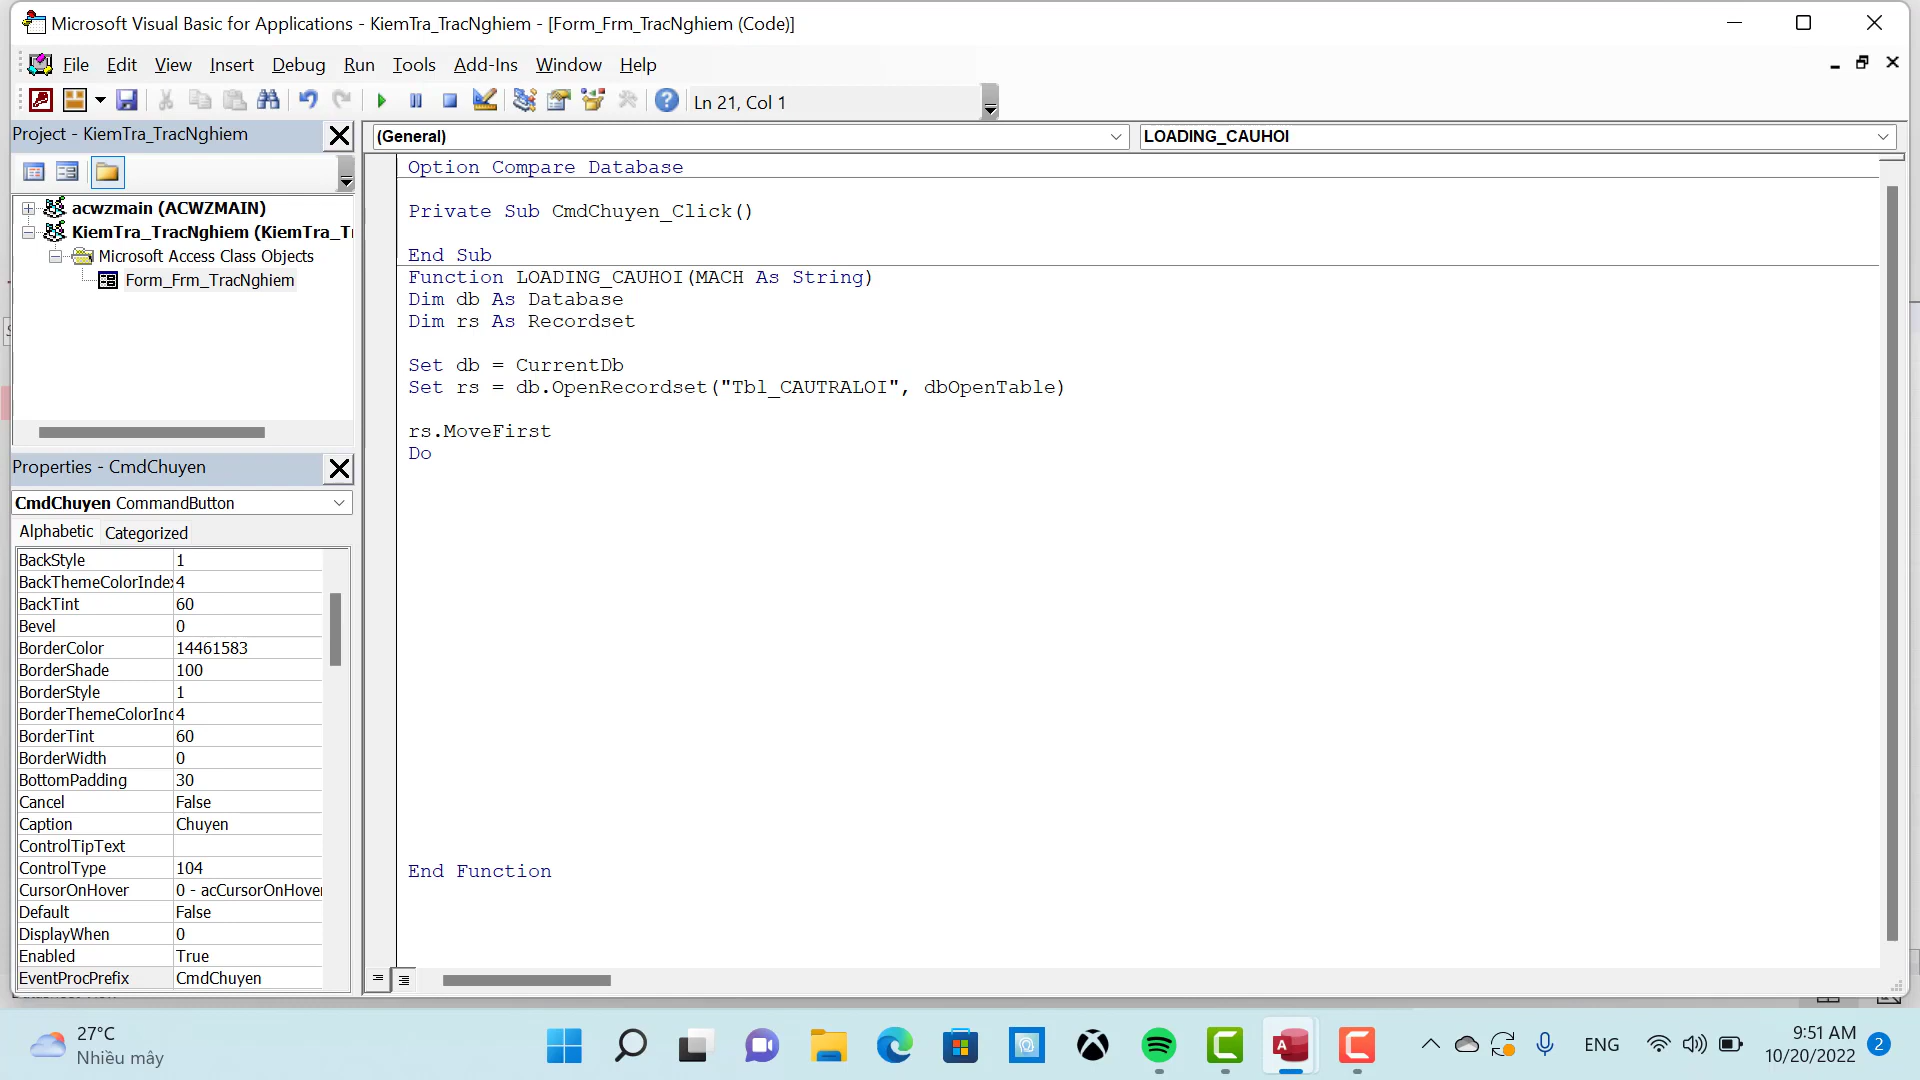 Microsoft Visual Basic for Applications - KiemTra_TracNghiem - [Form_Frm_TracNghiem (Code)]
File Edit View Insert Debug Run Tools Add-Ins Window Help
Ln 21, Col 1
Project - KiemTra_TracNghiem
(General)
LOADING_CAUHOI
acwzmain (ACWZMAIN)
KiemTra_TracNghiem (KiemTra_Tr
Microsoft Access Class Objects
Form_Frm_TracNghiem
Option Compare Database
Private Sub CmdChuyen_Click()
End Sub
Function LOADING_CAUHOI(MACH As String)
Dim db As Database
Dim rs As Recordset
Set db = CurrentDb
Set rs = db.OpenRecordset("Tbl_CAUTRALOI", dbOpenTable)
rs.MoveFirst
Do
End Function
Properties - CmdChuyen
CmdChuyen CommandButton
Alphabetic Categorized
BackStyle 1
BackThemeColorIndex 4
BackTint 60
Bevel 0
BorderColor 14461583
BorderShade 100
BorderStyle 1
BorderThemeColorInd 4
BorderTint 60
BorderWidth 0
BottomPadding 30
Cancel False
Caption Chuyen
ControlTipText
ControlType 104
CursorOnHover 0 - acCursorOnHover
Default False
DisplayWhen 0
Enabled True
EventProcPrefix CmdChuyen
27°C
Nhiều mây
ENG
9:51 AM
10/20/2022
2